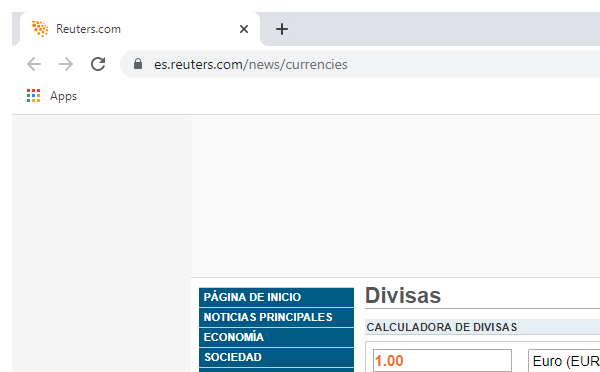 Reuters.com
es.reuters.com/news/currencies
Apps
PÁGINA DE INICIO
NOTICIAS PRINCIPALES
ECONOMÍA
SOCIEDAD
Divisas
CALCULADORA DE DIVISAS
1.00
Euro (EUR